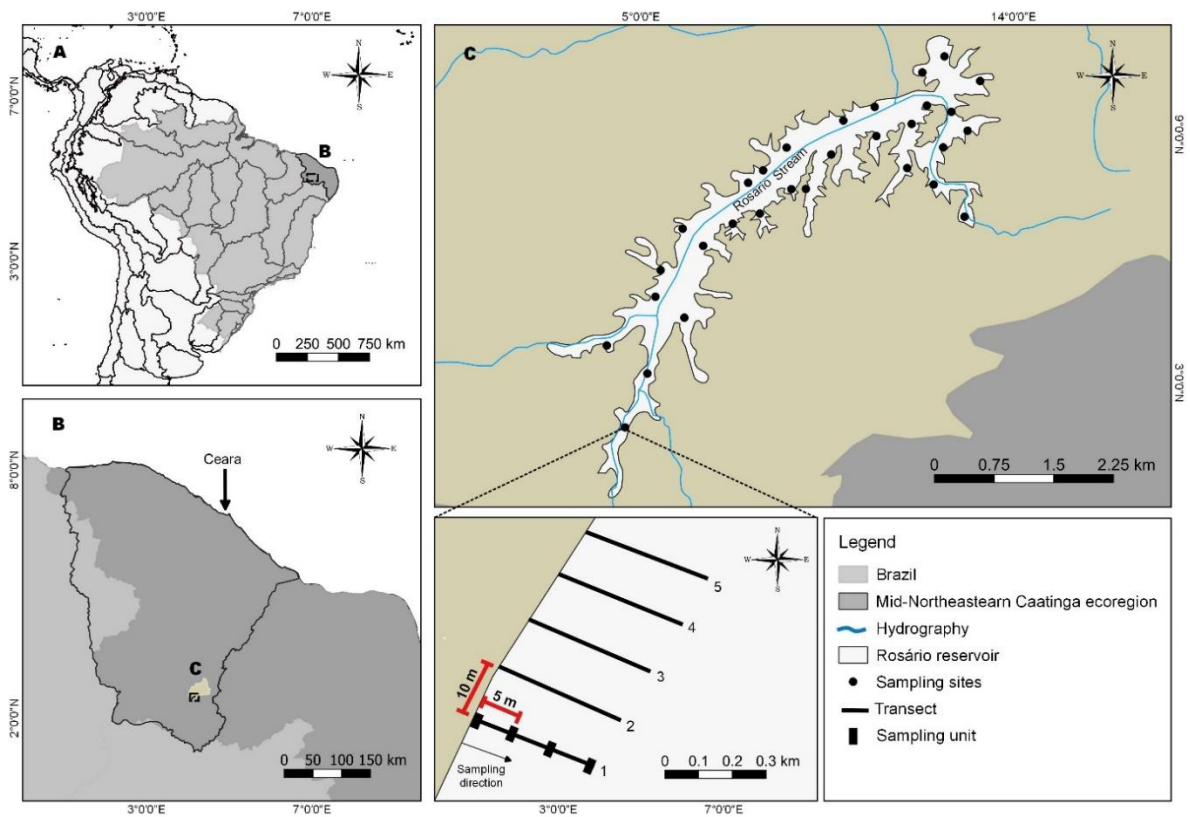 3°0'0"E 7°0'0"E
A
N
W E
S
B
7°0'0"N
3°0'0"N
0 250 500 750 km
5°0'0"E 14°0'0"E
C
N
W E
S
9°0'0"N
3°0'0"N
Rosário Stream
0 0.75 1.5 2.25 km
B
Ceara
N
W E
S
8°0'0"N
2°0'0"N
C
0 50 100 150 km
3°0'0"E 7°0'0"E
N
W E
S
5
4
3
2
1
10 m
5 m
Sampling
direction
0 0.1 0.2 0.3 km
3°0'0"E 7°0'0"E
Legend
Brazil
Mid-Northeastearn Caatinga ecoregion
Hydrography
Rosário reservoir
Sampling sites
Transect
Sampling unit